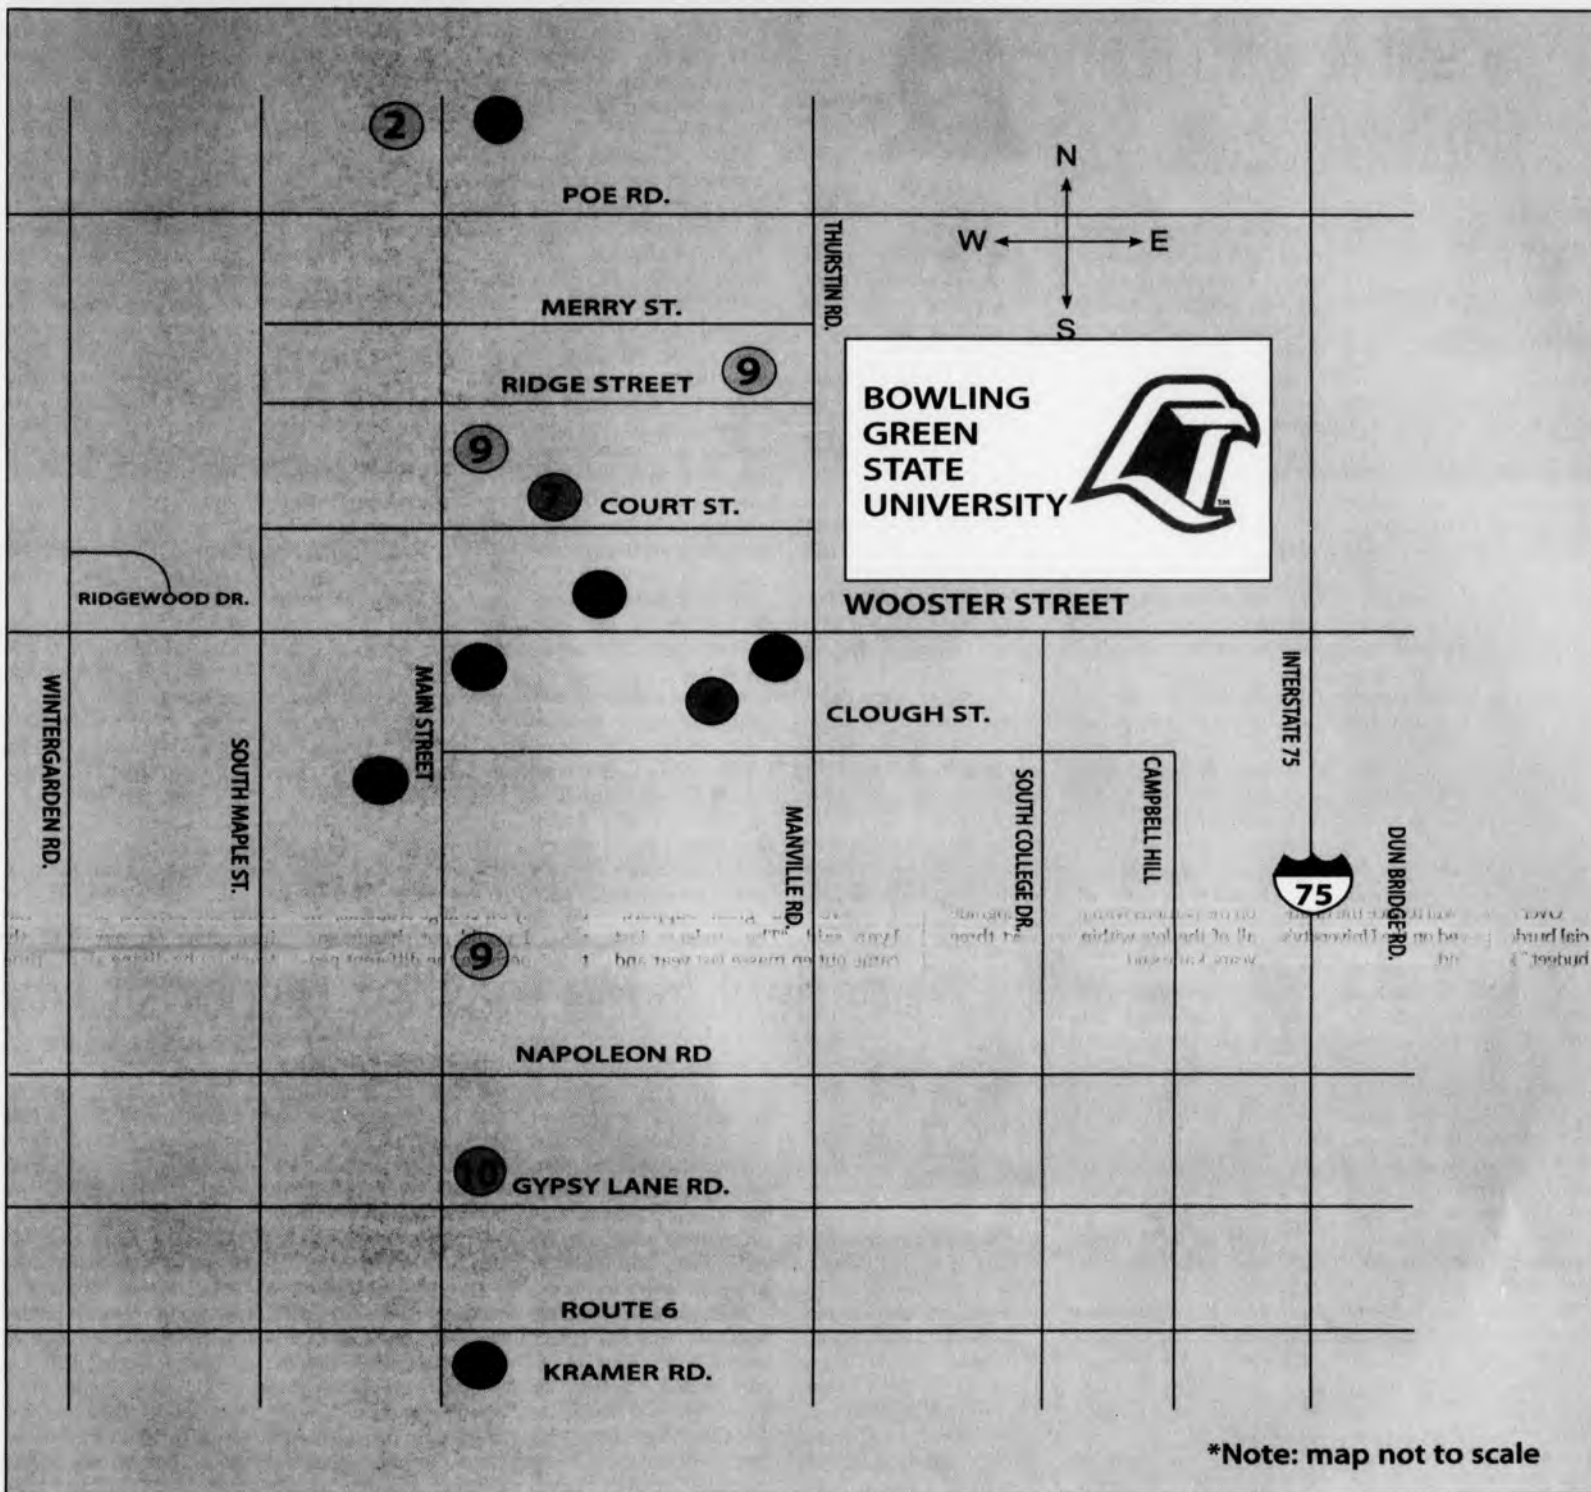 2
POE RD.
N
W E
S
THURSTIN RD.
MERRY ST.
RIDGE STREET
9
BOWLING
GREEN
STATE
UNIVERSITY
TM
9
7
COURT ST.
RIDGEWOOD DR.
WOOSTER STREET
WINTERGARDEN RD.
SOUTH MAPLE ST.
MAIN STREET
CLOUGH ST.
MANVILLE RD.
SOUTH COLLEGE DR.
CAMPBELL HILL
INTERSTATE 75
75
DUN BRIDGE RD.
9
NAPOLEON RD
10
GYPSY LANE RD.
ROUTE 6
KRAMER RD.
*Note: map not to scale